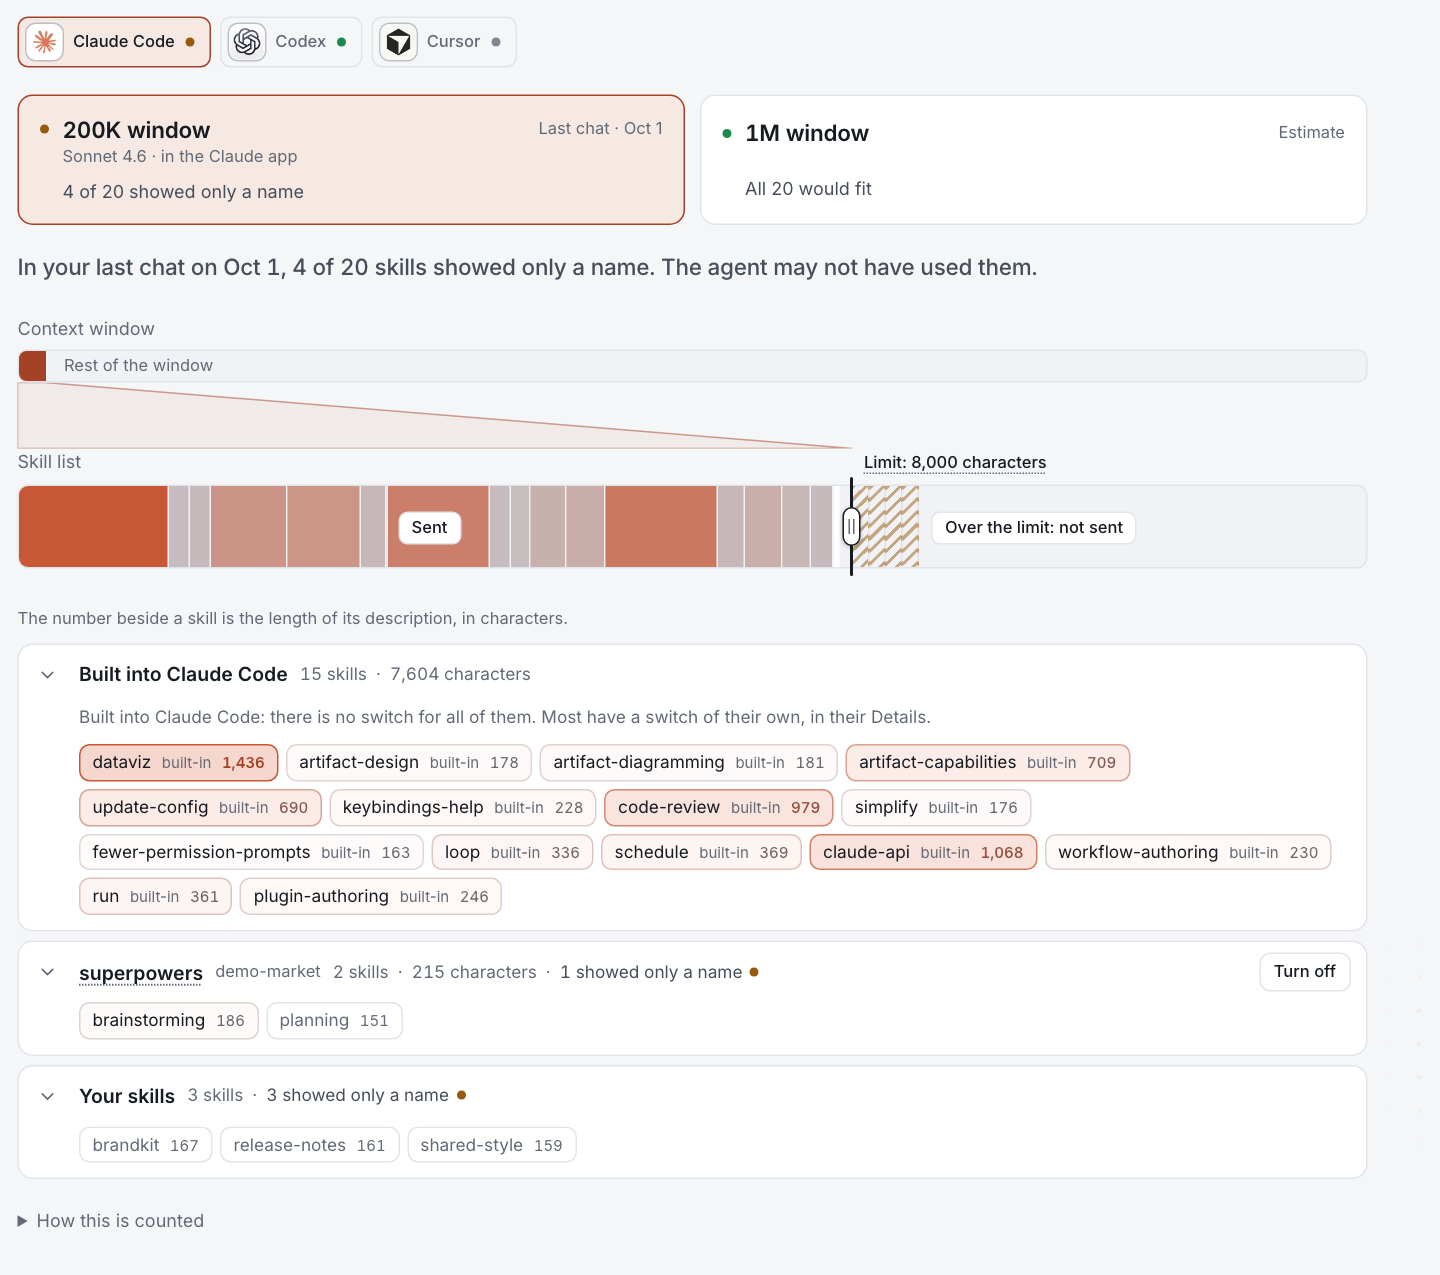 Claude Code
Codex
Cursor
200K window
Last chat · Oct 1
Sonnet 4.6 · in the Claude app
4 of 20 showed only a name
1M window
Estimate
All 20 would fit
In your last chat on Oct 1, 4 of 20 skills showed only a name. The agent may not have used them.
Context window
Rest of the window
Skill list
Limit: 8,000 characters
Sent
Over the limit: not sent
The number beside a skill is the length of its description, in characters.
Built into Claude Code 15 skills · 7,604 characters
Built into Claude Code: there is no switch for all of them. Most have a switch of their own, in their Details.
dataviz built-in 1,436 artifact-design built-in 178 artifact-diagramming built-in 181 artifact-capabilities built-in 709
update-config built-in 690 keybindings-help built-in 228 code-review built-in 979 simplify built-in 176
fewer-permission-prompts built-in 163 loop built-in 336 schedule built-in 369 claude-api built-in 1,068 workflow-authoring built-in 230
run built-in 361 plugin-authoring built-in 246
superpowers demo-market 2 skills · 215 characters · 1 showed only a name
Turn off
brainstorming 186 planning 151
Your skills 3 skills · 3 showed only a name
brandkit 167 release-notes 161 shared-style 159
How this is counted